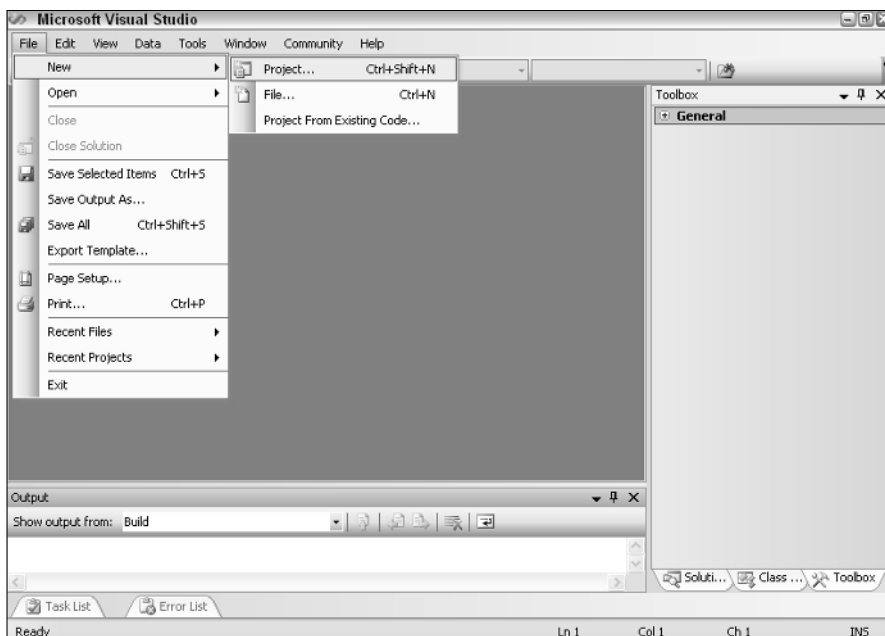 Microsoft Visual Studio
File Edit View Data Tools Window Community Help
New
Project... Ctrl+Shift+N
File... Ctrl+N
Project From Existing Code...
Open
Close
Close Solution
Save Selected Items Ctrl+S
Save Output As...
Save All Ctrl+Shift+S
Export Template...
Page Setup...
Print... Ctrl+P
Recent Files
Recent Projects
Exit
Toolbox
General
Output
Show output from: Build
Soluti... Class ... Toolbox
Task List Error List
Ready Ln 1 Col 1 Ch 1 INS